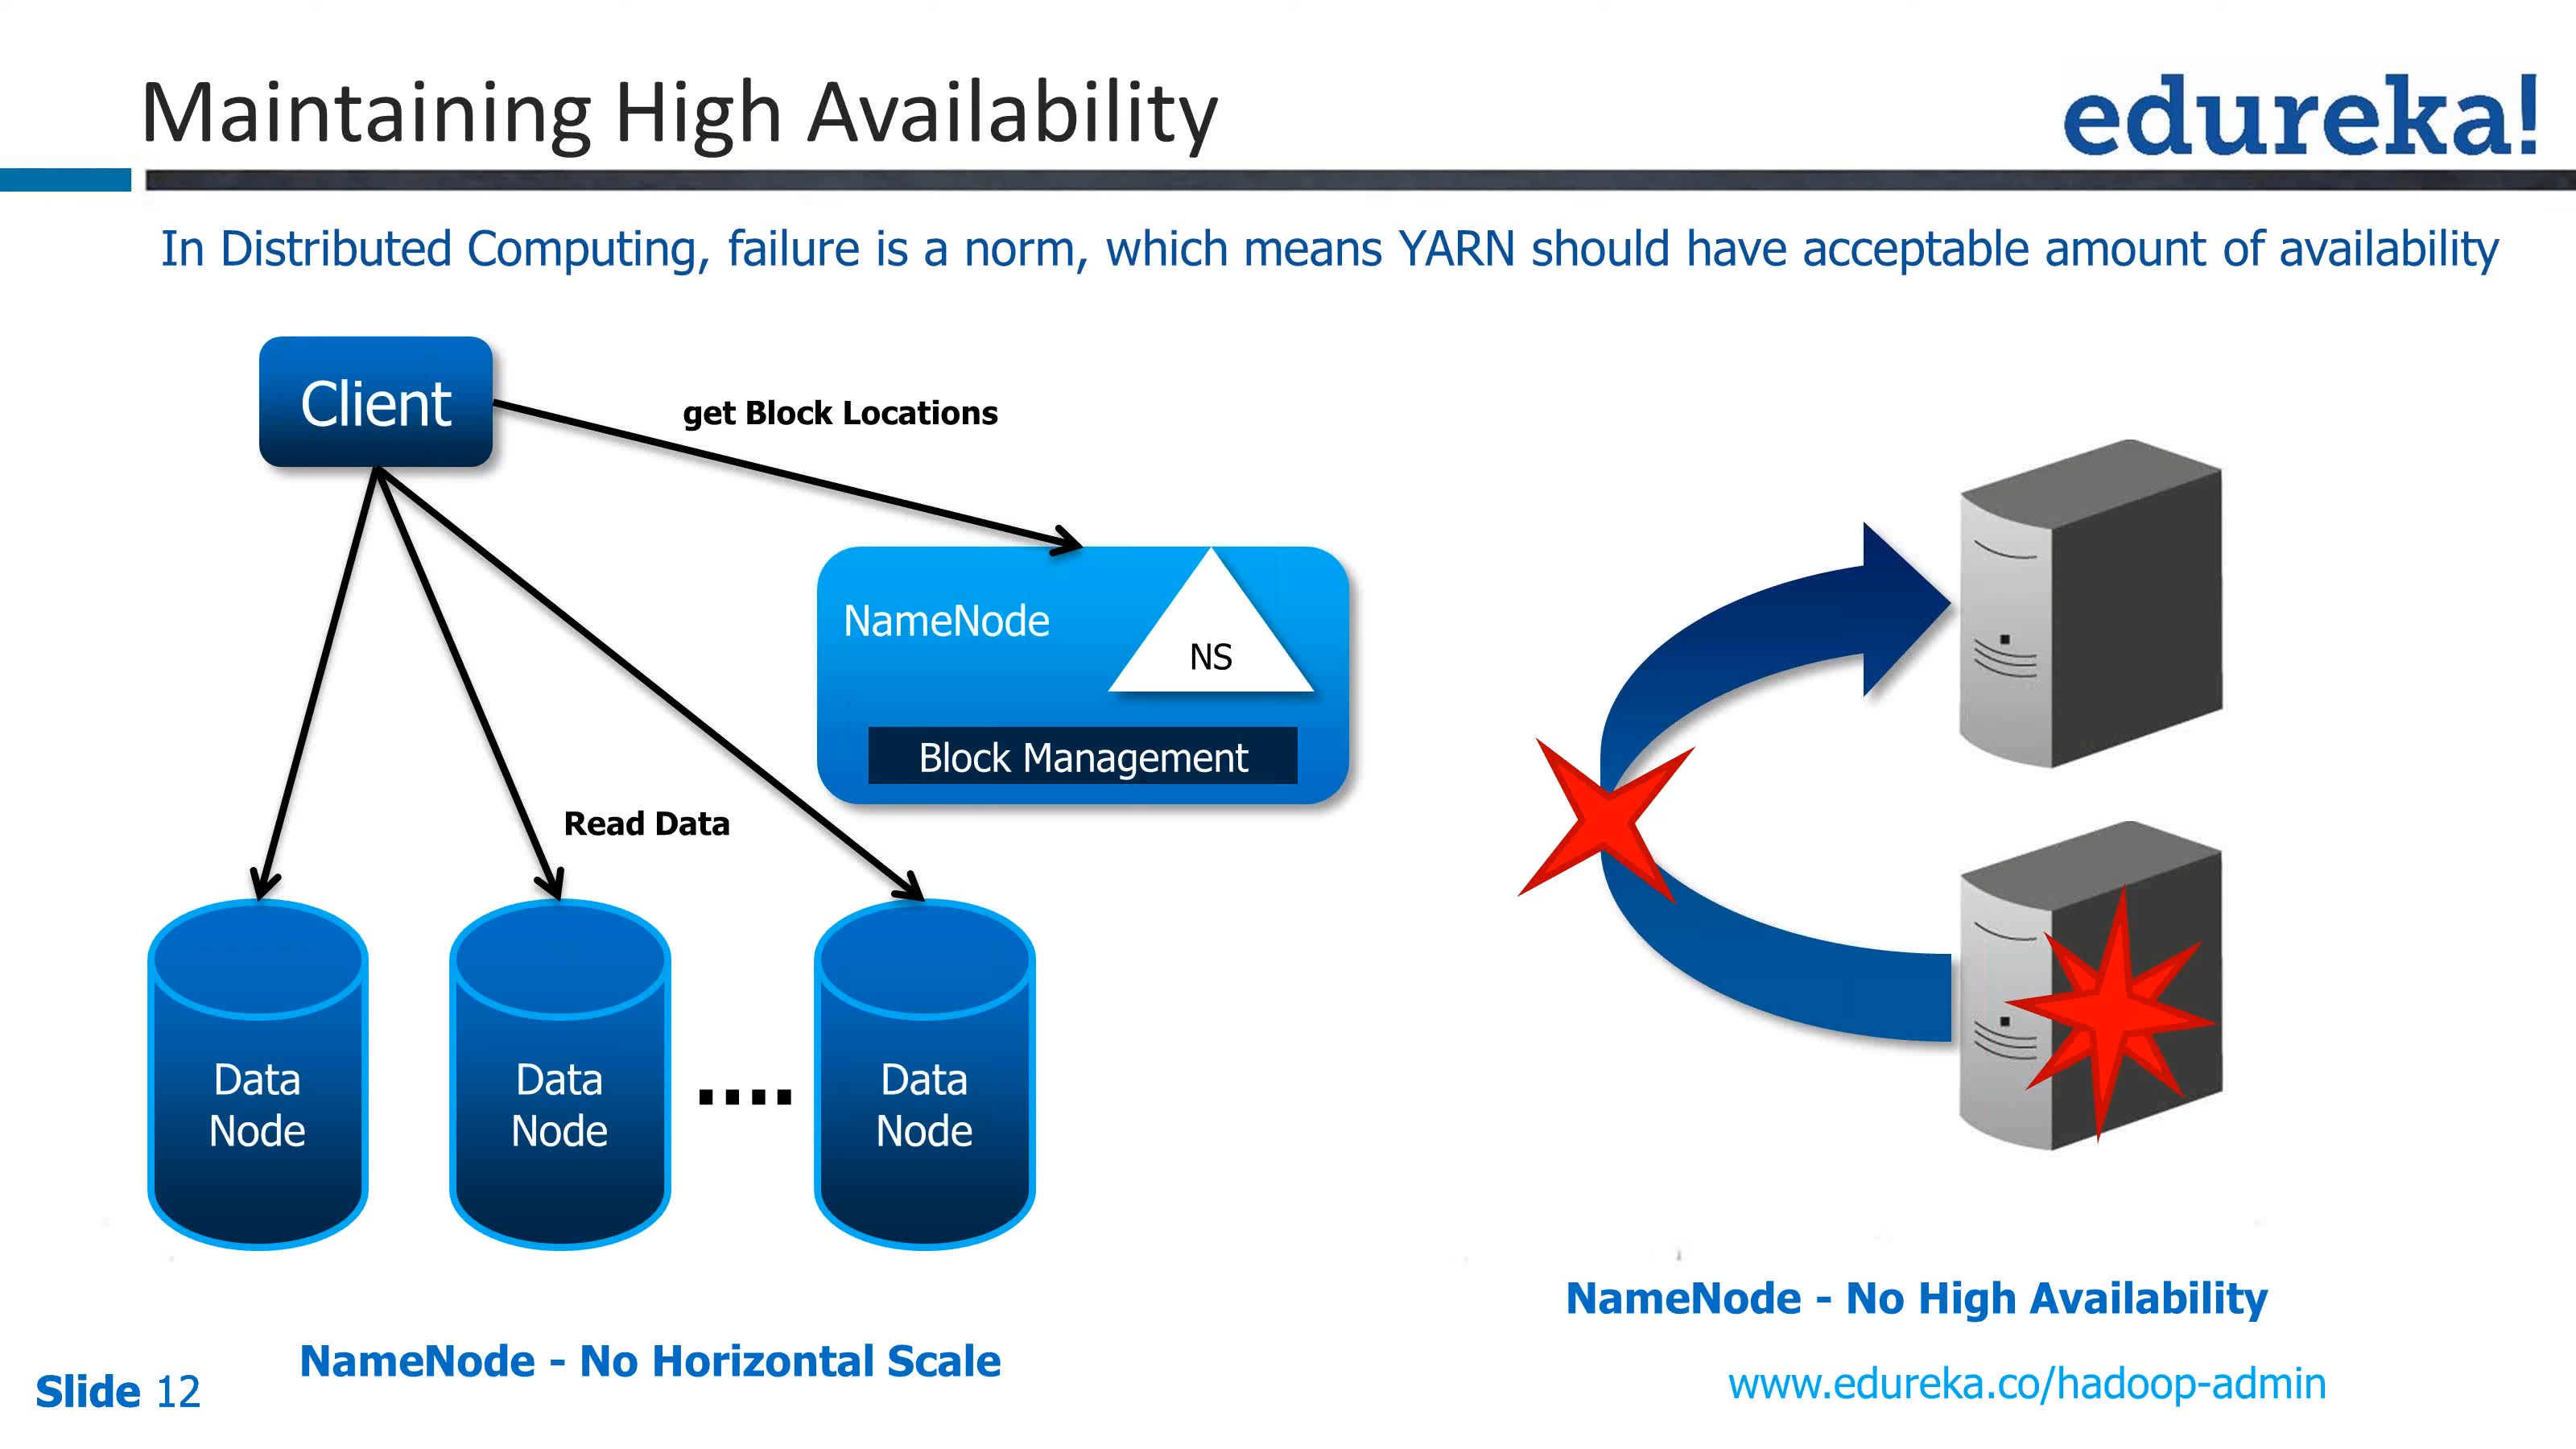 Maintaining High Availability
edureka!
In Distributed Computing, failure is a norm, which means YARN should have acceptable amount of availability
Client
get Block Locations
NameNode
NS
Block Management
Read Data
Data
Node
Data
Node
....
Data
Node
NameNode - No High Availability
NameNode - No Horizontal Scale
Slide 12
www.edureka.co/hadoop-admin